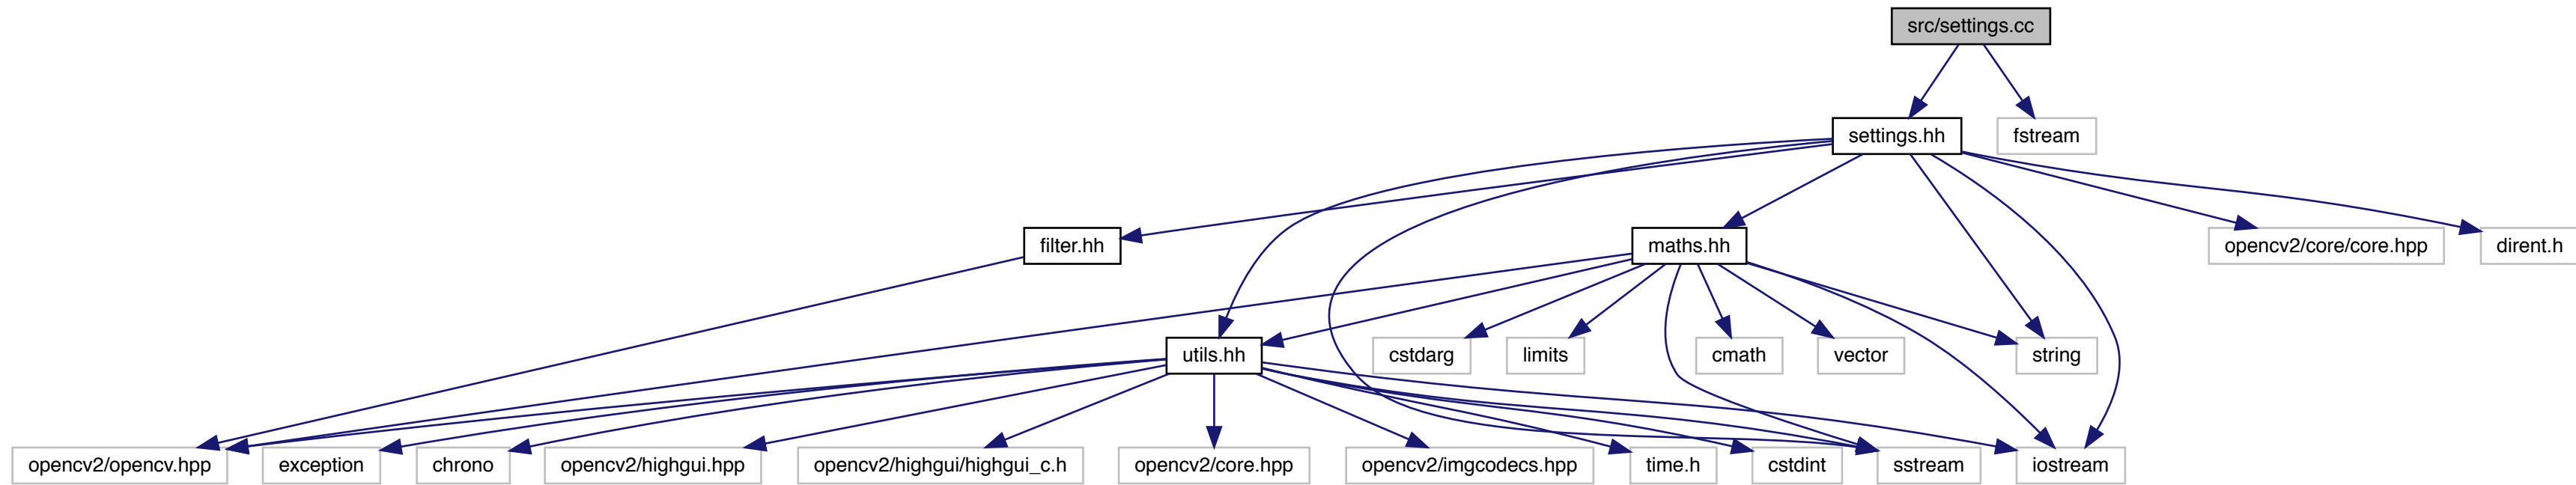 src/settings.cc
settings.hh
fstream
filter.hh
maths.hh
opencv2/core/core.hpp
dirent.h
utils.hh
cstdarg
limits
cmath
vector
string
opencv2/opencv.hpp
exception
chrono
opencv2/highgui.hpp
opencv2/highgui/highgui_c.h
opencv2/core.hpp
opencv2/imgcodecs.hpp
time.h
cstdint
sstream
iostream